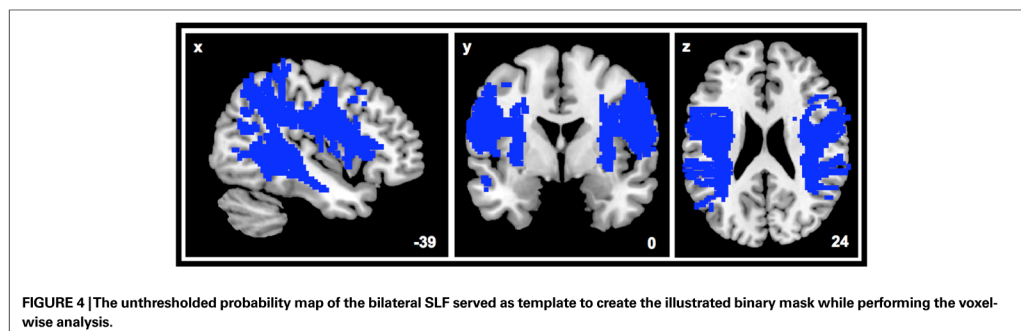 x
y
z
-39
0
24
FIGURE 4 | The unthresholded probability map of the bilateral SLF served as template to create the illustrated binary mask while performing the voxel-
wise analysis.